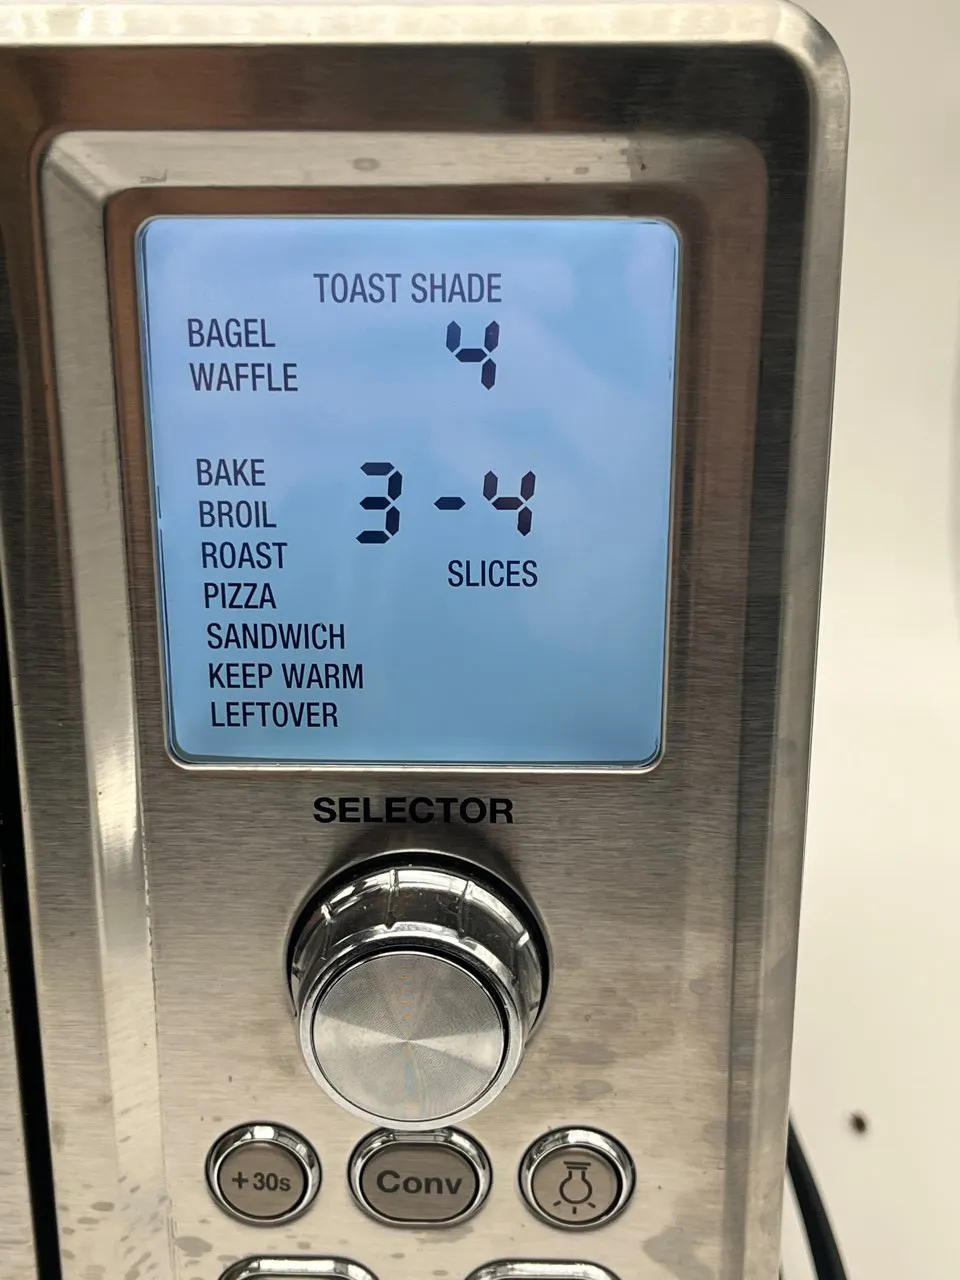 TOAST SHADE
BAGEL
4
WAFFLE
BAKE
3-4
BROIL
ROAST
SLICES
PIZZA
SANDWICH
KEEP WARM
LEFTOVER
SELECTOR
+30s
Conv